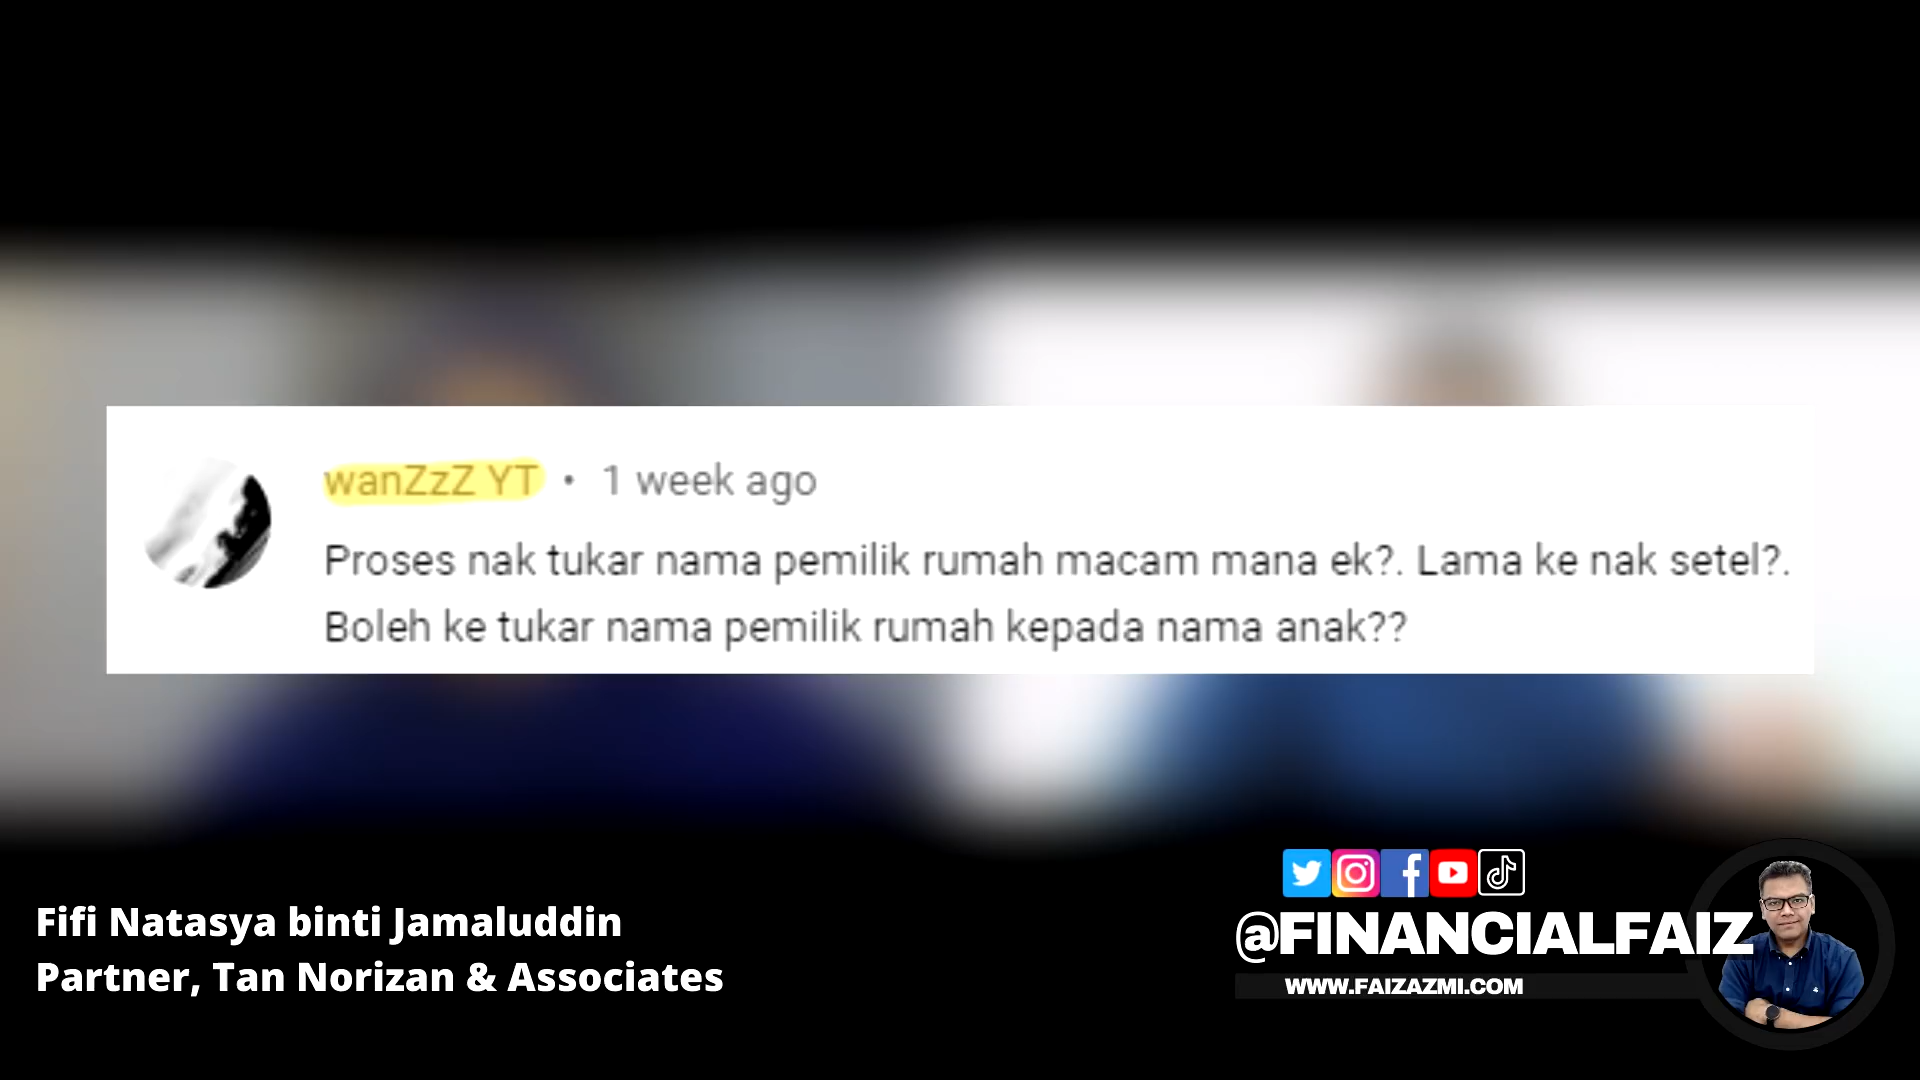 wanZzZ YT • 1 week ago
Proses nak tukar nama pemilik rumah macam mana ek?. Lama ke nak setel?.
Boleh ke tukar nama pemilik rumah kepada nama anak??
Fifi Natasya binti Jamaluddin
Partner, Tan Norizan & Associates
@FINANCIALFAIZ
WWW.FAIZAZMI.COM